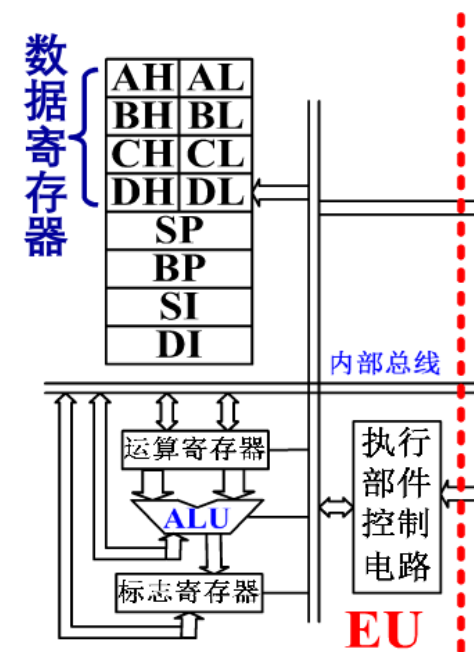 数据寄存器
AH AL
BH BL
CH CL
DH DL
SP
BP
SI
DI
内部总线
运算寄存器
ALU
标志寄存器
执行
部件
控制
电路
EU